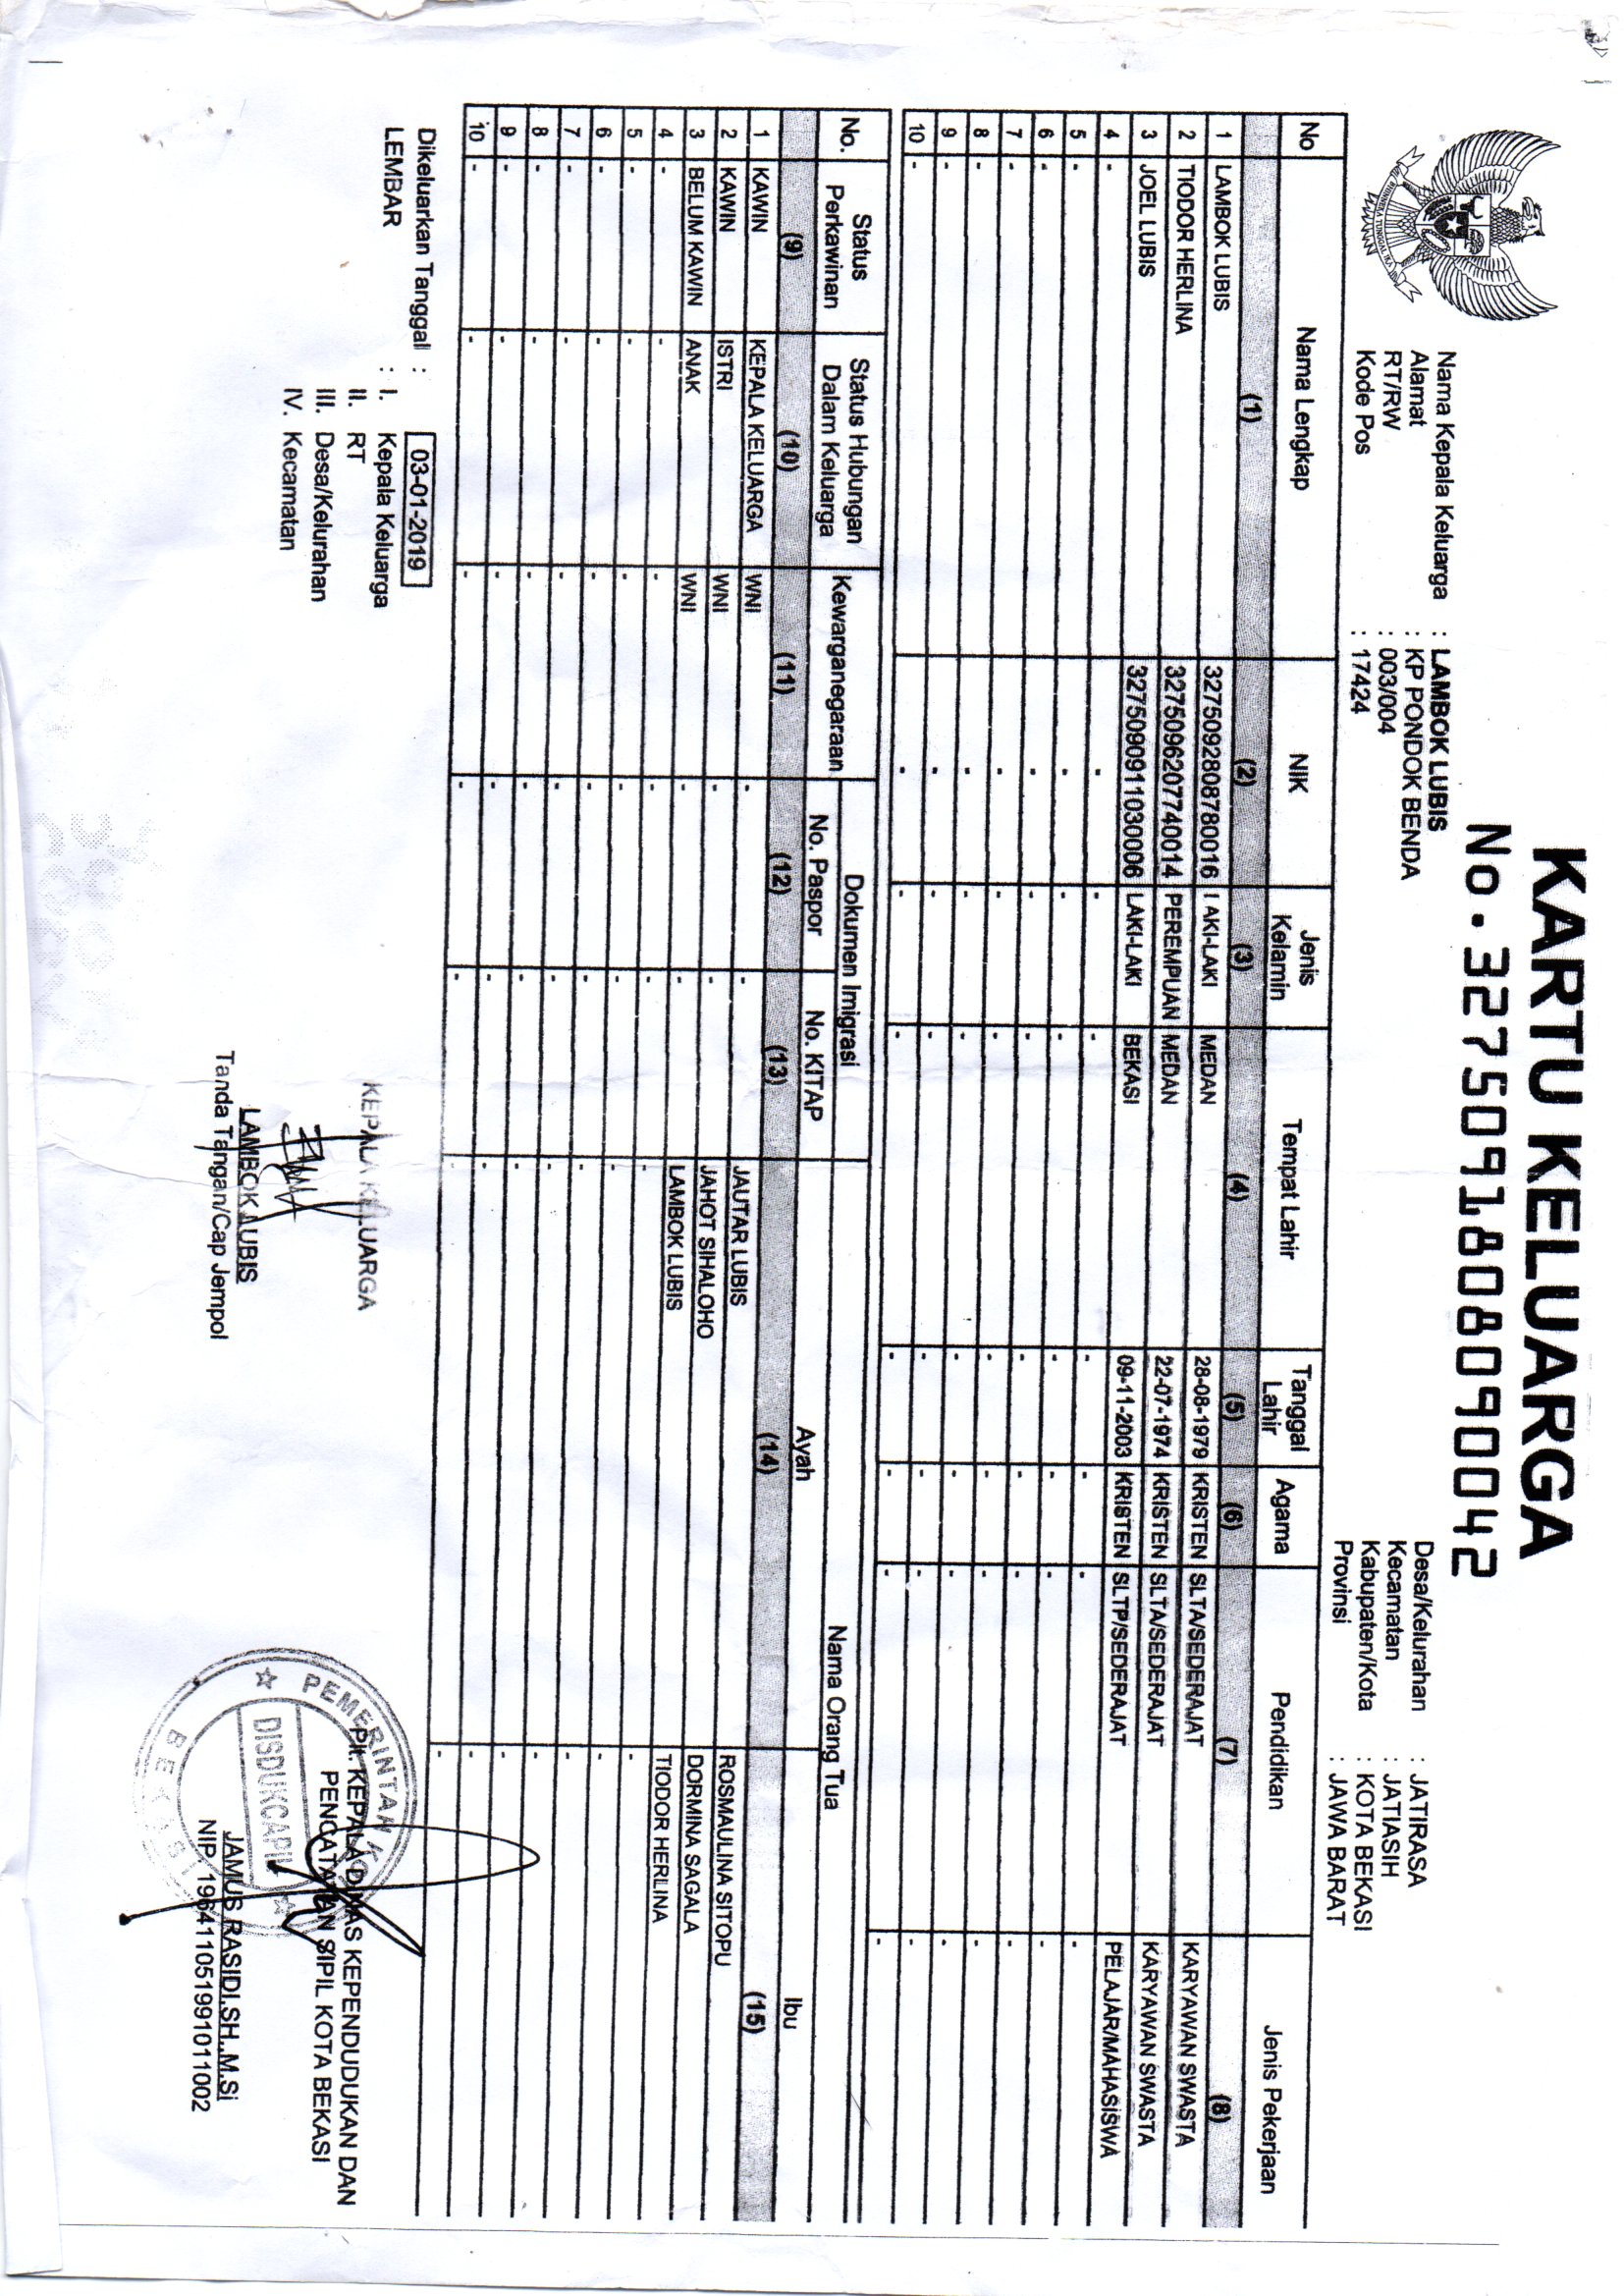 KARTU KELUARGA
No. 3275091808090042
Nama Kepala Keluarga : LAMBOK LUBIS
Alamat : KP PONDOK BENDA
RT/RW : 003/004
Kode Pos : 17424
Desa/Kelurahan : JATIRASA
Kecamatan : JATIASIH
Kabupaten/Kota : KOTA BEKASI
Provinsi : JAWA BARAT
BHINNEKA TUNGGAL IKA
No Nama Lengkap NIK Jenis Kelamin Tempat Lahir Tanggal Lahir Agama Pendidikan Jenis Pekerjaan
(1) (2) (3) (4) (5) (6) (7) (8)
1 LAMBOK LUBIS 3275092808780016 LAKI-LAKI MEDAN 28-08-1979 KRISTEN SLTA/SEDERAJAT KARYAWAN SWASTA
2 TIODOR HERLINA 3275096207740014 PEREMPUAN MEDAN 22-07-1974 KRISTEN SLTA/SEDERAJAT KARYAWAN SWASTA
3 JOEL LUBIS 3275090911030006 LAKI-LAKI BEKASI 09-11-2003 KRISTEN SLTP/SEDERAJAT PELAJAR/MAHASISWA
4 - - - - - - - -
5 - - - - - - - -
6 - - - - - - - -
7 - - - - - - - -
8 - - - - - - - -
9 - - - - - - - -
10 - - - - - - - -
No. Status Perkawinan Status Hubungan Dalam Keluarga Kewarganegaraan Dokumen Imigrasi Nama Orang Tua
No. Paspor No. KITAP Ayah Ibu
(9) (10) (11) (12) (13) (14) (15)
1 KAWIN KEPALA KELUARGA WNI - - JAUTAR LUBIS ROSMAULINA SITOPU
2 KAWIN ISTRI WNI - - JAHOT SIHALOHO DORMINA SAGALA
3 BELUM KAWIN ANAK WNI - - LAMBOK LUBIS TIODOR HERLINA
4 - - - - - - -
5 - - - - - - -
6 - - - - - - -
7 - - - - - - -
8 - - - - - - -
9 - - - - - - -
10 - - - - - - -
Dikeluarkan Tanggal : 03-01-2019
LEMBAR : I. Kepala Keluarga
II. RT
III. Desa/Kelurahan
IV. Kecamatan
KEPALA KELUARGA
LAMBOK LUBIS
Tanda Tangan/Cap Jempol
Plt. KEPALA DINAS KEPENDUDUKAN DAN
PENCATATAN SIPIL KOTA BEKASI
PEMERINTAH KOTA
DISDUKCAPIL
BEKASI
JAMUS RASIDI,SH.,M.Si
NIP. 196411051991011002